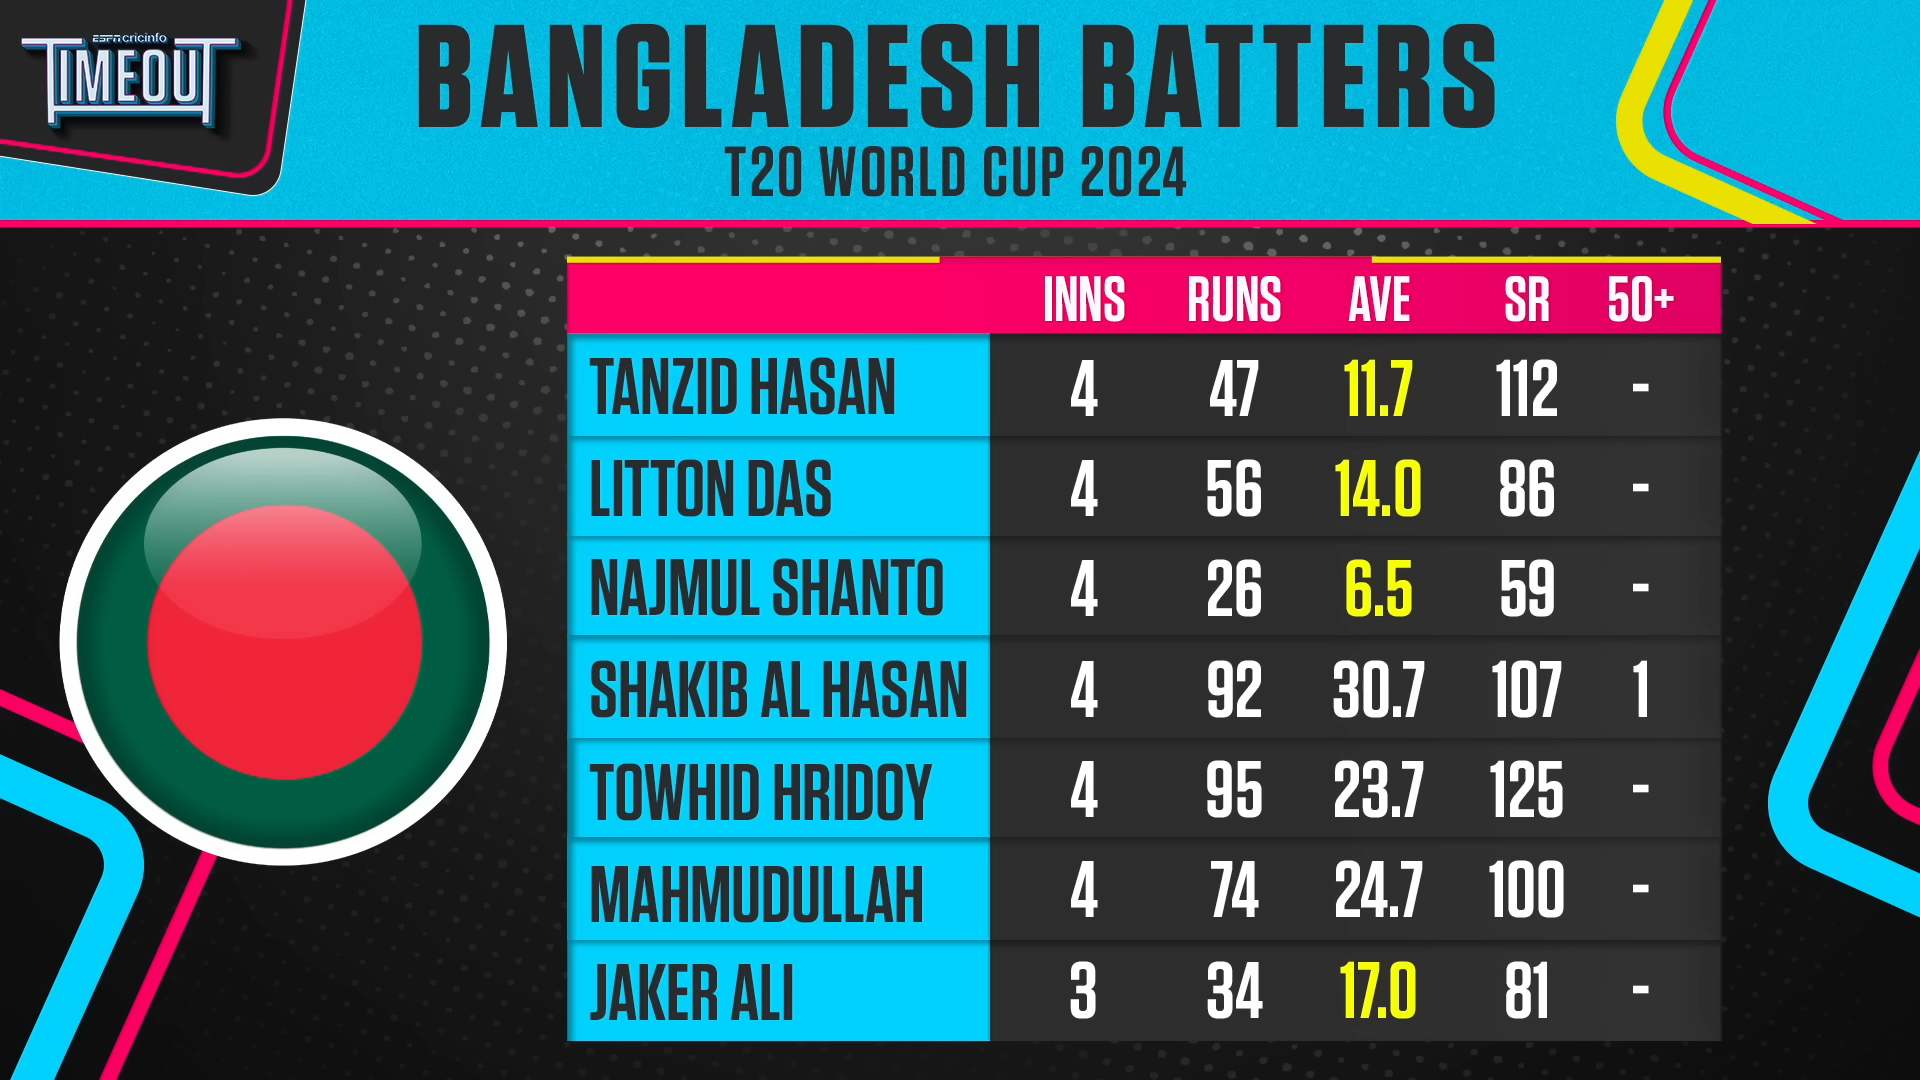 ESPN cricinfo
TIMEOUT
BANGLADESH BATTERS
T20 WORLD CUP 2024
INNS RUNS AVE SR 50+
TANZID HASAN 4 47 11.7 112 -
LITTON DAS 4 56 14.0 86 -
NAJMUL SHANTO 4 26 6.5 59 -
SHAKIB AL HASAN 4 92 30.7 107 1
TOWHID HRIDOY 4 95 23.7 125 -
MAHMUDULLAH 4 74 24.7 100 -
JAKER ALI 3 34 17.0 81 -